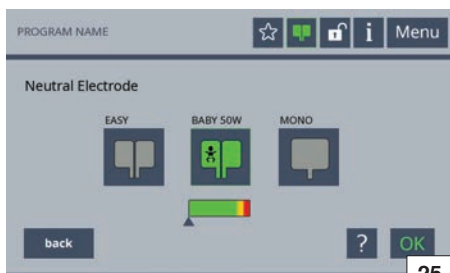 PROGRAM NAME
i Menu
Neutral Electrode
EASY BABY 50W MONO
back ? OK
25